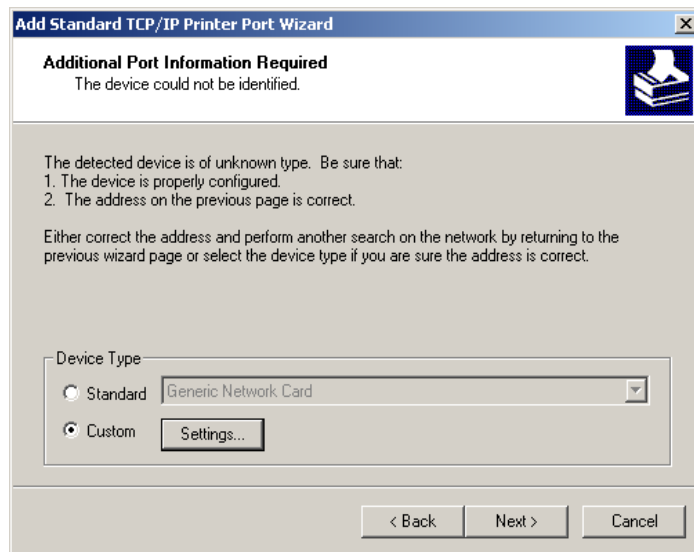 Add Standard TCP/IP Printer Port Wizard
Additional Port Information Required
The device could not be identified.
The detected device is of unknown type.  Be sure that:
1. The device is properly configured.
2.  The address on the previous page is correct.
Either correct the address and perform another search on the network by returning to the
previous wizard page or select the device type if you are sure the address is correct.
Device Type
Standard Generic Network Card
Custom Settings...
< Back Next > Cancel